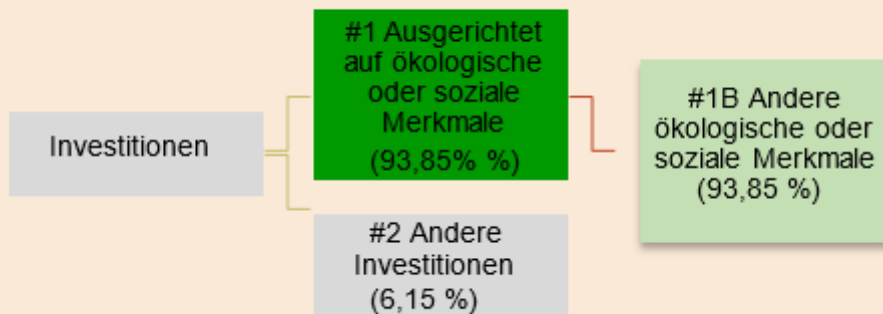 Investitionen
#1 Ausgerichtet
auf ökologische
oder soziale
Merkmale
(93,85% %)
#2 Andere
Investitionen
(6,15 %)
#1B Andere
ökologische oder
soziale Merkmale
(93,85 %)